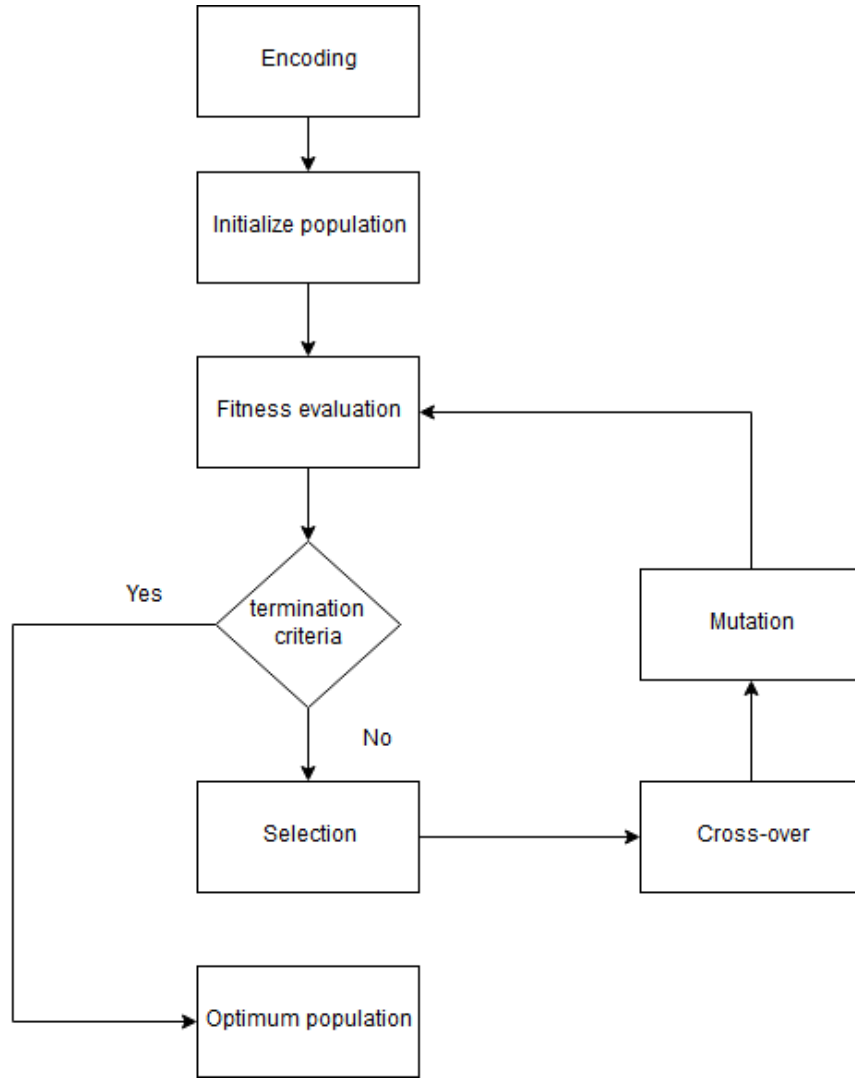 Encoding
Initialize population
Fitness evaluation
Yes
termination
criteria
Mutation
No
Selection
Cross-over
Optimum population